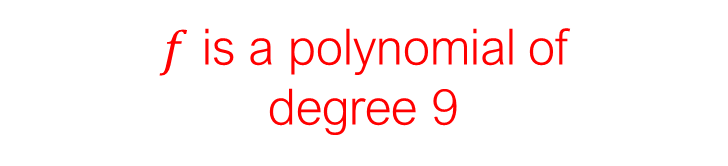 f is a polynomial of
degree 9